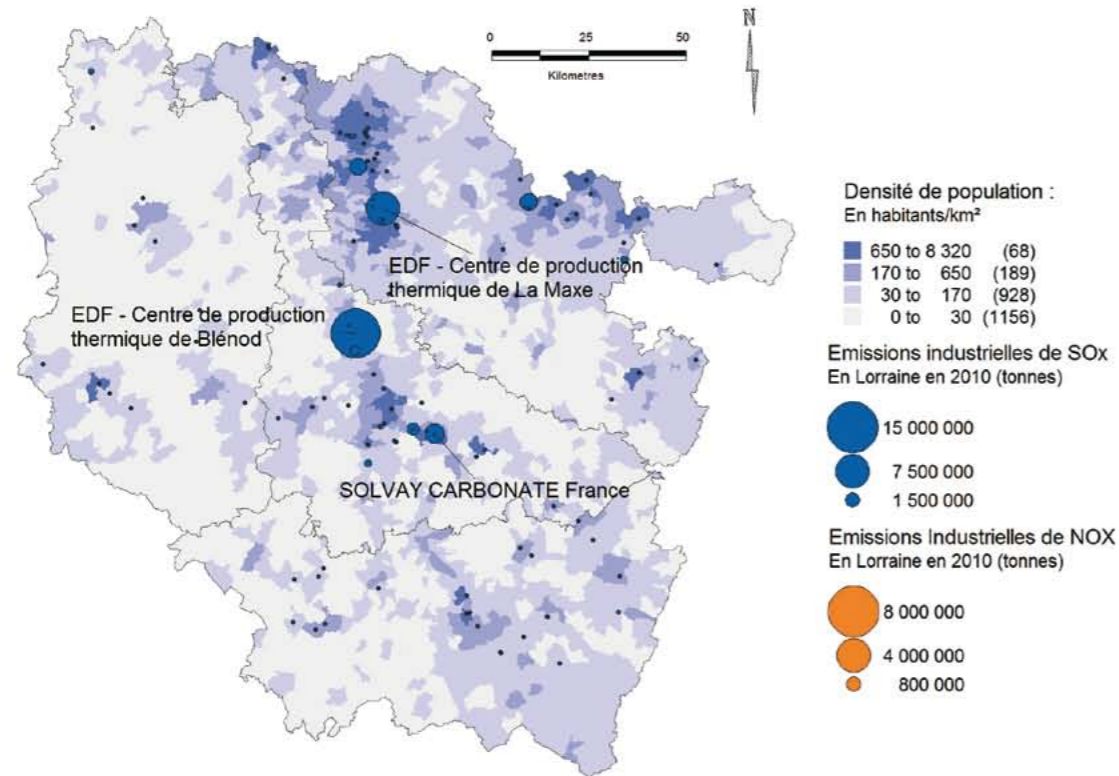 N
0 25 50
Kilometres
EDF - Centre de production
thermique de La Maxe
EDF - Centre de production
thermique de Blénod
SOLVAY CARBONATE France
Densité de population :
En habitants/km²
650 to 8 320 (68)
170 to 650 (189)
30 to 170 (928)
0 to 30 (1156)
Emissions industrielles de SOx
En Lorraine en 2010 (tonnes)
15 000 000
7 500 000
1 500 000
Emissions Industrielles de NOX
En Lorraine en 2010 (tonnes)
8 000 000
4 000 000
800 000